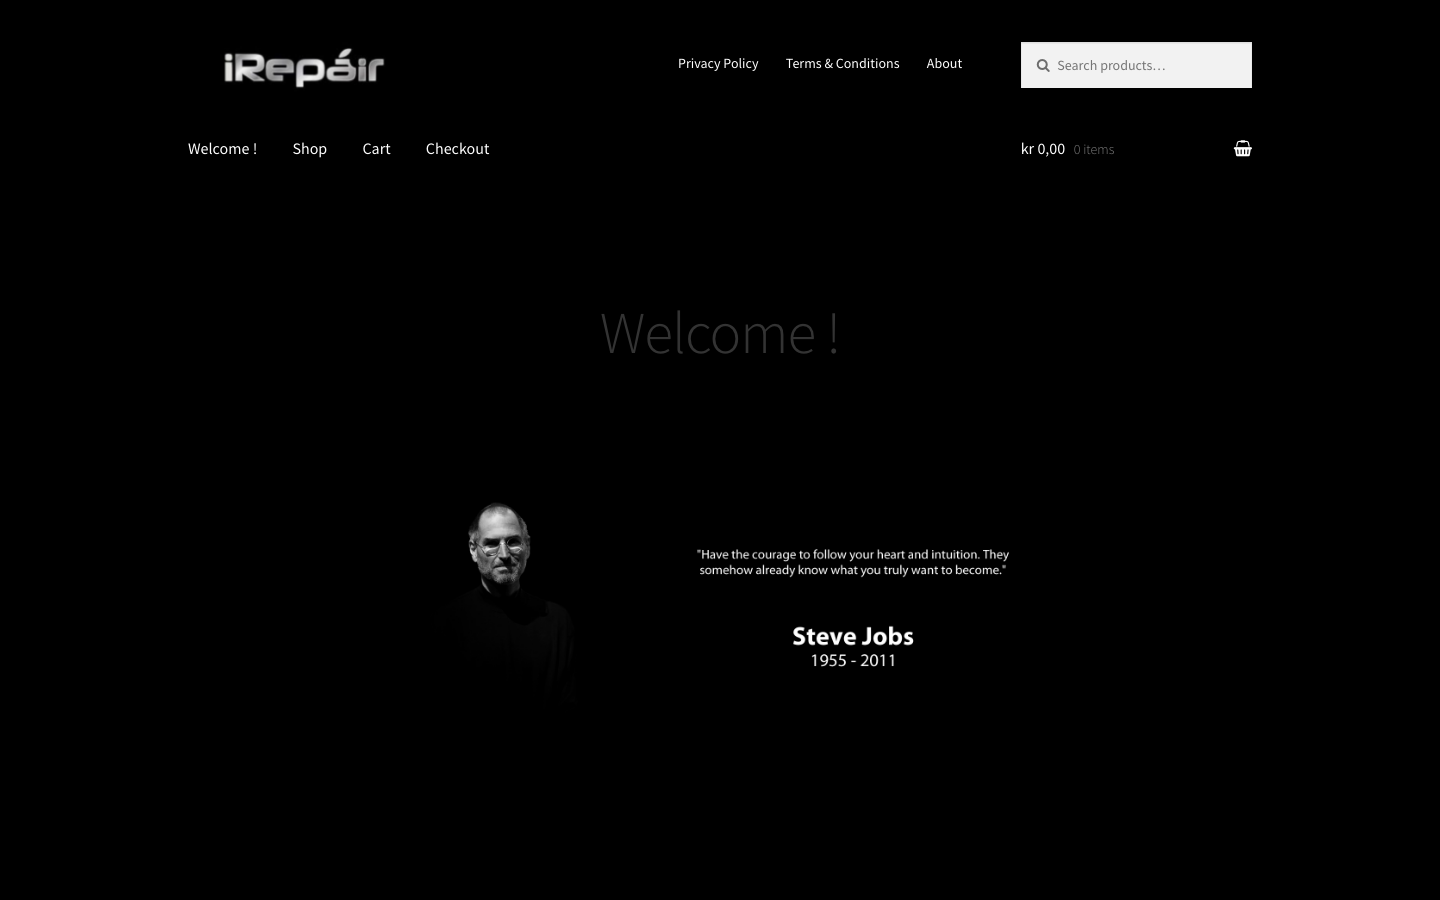 iRepáir
Privacy Policy
Terms & Conditions
About
Search products…
Welcome !
Shop
Cart
Checkout
kr 0,00 0 items
Welcome !
"Have the courage to follow your heart and intuition. They
somehow already know what you truly want to become."
Steve Jobs
1955 - 2011